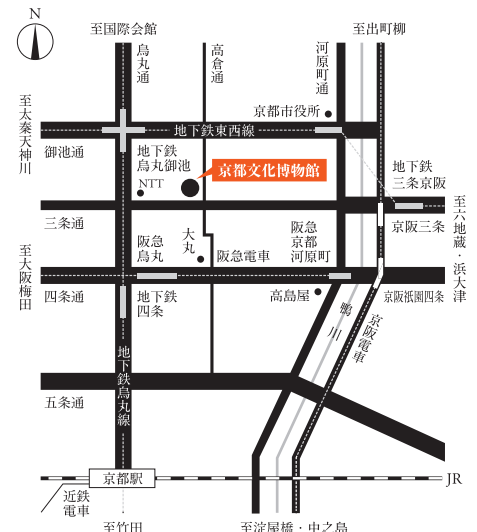 N
至国際会館
至出町柳
烏丸通
高倉通
河原町通
至太秦天神川
京都市役所
地下鉄東西線
御池通
地下鉄
烏丸御池
NTT
京都文化博物館
地下鉄
三条京阪
三条通
京阪三条
至六地蔵・浜大津
大丸
阪急
烏丸
阪急電車
阪急
京都
河原町
至大阪梅田
四条通
地下鉄
四条
高島屋
京阪祇園四条
鴨川
京阪電車
地下鉄烏丸線
五条通
京都駅
JR
近鉄
電車
至竹田
至淀屋橋・中之島